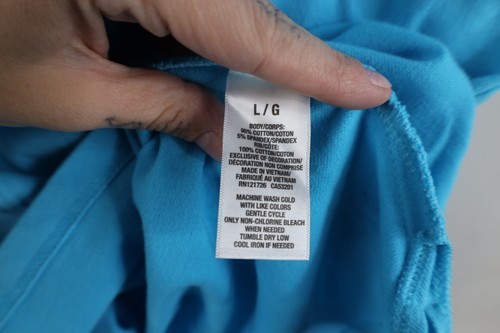 L/G
BODY/CORPS:
95% COTTON/COTON
5% SPANDEX/SPANDEX
RIB/CÔTE:
100% COTTON/COTON
EXCLUSIVE OF DECORATION/
DÉCORATION NON COMPRISE
MADE IN VIETNAM/
FABRIQUÉ AU VIETNAM
RN121726 CA53201
MACHINE WASH COLD
WITH LIKE COLORS
GENTLE CYCLE
ONLY NON-CHLORINE BLEACH
WHEN NEEDED
TUMBLE DRY LOW
COOL IRON IF NEEDED